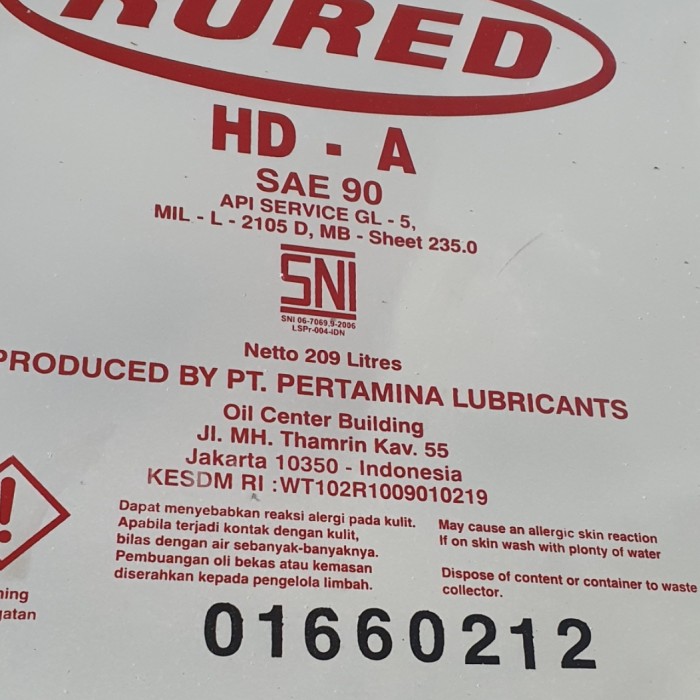 RURED
HD - A
SAE 90
API SERVICE GL - 5,
MIL - L - 2105 D, MB - Sheet 235.0
SNI
SNI 06-7069.9-2006
LSPr-004-IDN
Netto 209 Litres
PRODUCED BY PT. PERTAMINA LUBRICANTS
Oil Center Building
Jl. MH. Thamrin Kav. 55
Jakarta 10350 - Indonesia
KESDM RI :WT102R1009010219
Dapat menyebabkan reaksi alergi pada kulit.
Apabila terjadi kontak dengan kulit,
bilas dengan air sebanyak-banyaknya.
Pembuangan oli bekas atau kemasan
diserahkan kepada pengelola limbah.
May cause an allergic skin reaction
If on skin wash with plonty of water
Dispose of content or container to waste
collector.
!
ning
gatan
01660212